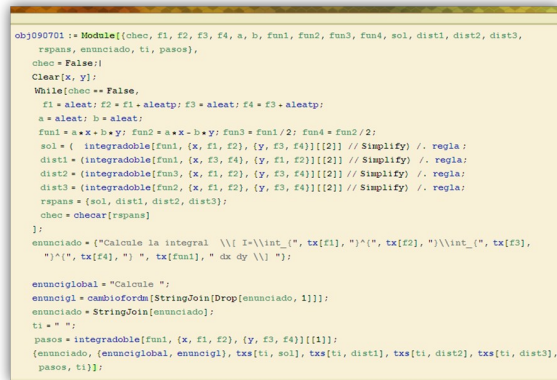 obj090701 := Module[{chec, f1, f2, f3, f4, a, b, fun1, fun2, fun3, fun4, sol, dist1, dist2, dist3,
rspans, enunciado, ti, pasos},
chec = False;
Clear[x, y];
While[chec == False,
f1 = aleat; f2 = f1 + aleatp; f3 = aleat; f4 = f3 + aleatp;
a = aleat; b = aleat;
fun1 = a * x + b * y; fun2 = a * x - b * y; fun3 = fun1 / 2; fun4 = fun2 / 2;
sol = ( integradoble[fun1, {x, f1, f2}, {y, f3, f4}][[2]] // Simplify) /. regla;
dist1 = (integradoble[fun1, {x, f3, f4}, {y, f1, f2}][[2]] // Simplify) /. regla;
dist2 = (integradoble[fun3, {x, f1, f2}, {y, f3, f4}][[2]] // Simplify) /. regla;
dist3 = (integradoble[fun2, {x, f1, f2}, {y, f3, f4}][[2]] // Simplify) /. regla;
rspans = {sol, dist1, dist2, dist3};
chec = checar[rspans]
];
enunciado = {"Calcule la integral \\[ I=\\int_{", tx[f1], "}^{", tx[f2], "}\\int_{", tx[f3],
"}^{", tx[f4], "} ", tx[fun1], " dx dy \\] "};
enunciglobal = "Calcule ";
enuncigl = cambiofordm[StringJoin[Drop[enunciado, 1]]];
enunciado = StringJoin[enunciado];
ti = " ";
pasos = integradoble[fun1, {x, f1, f2}, {y, f3, f4}][[1]];
{enunciado, {enunciglobal, enuncigl}, txs[ti, sol], txs[ti, dist1], txs[ti, dist2], txs[ti, dist3],
pasos, ti}];